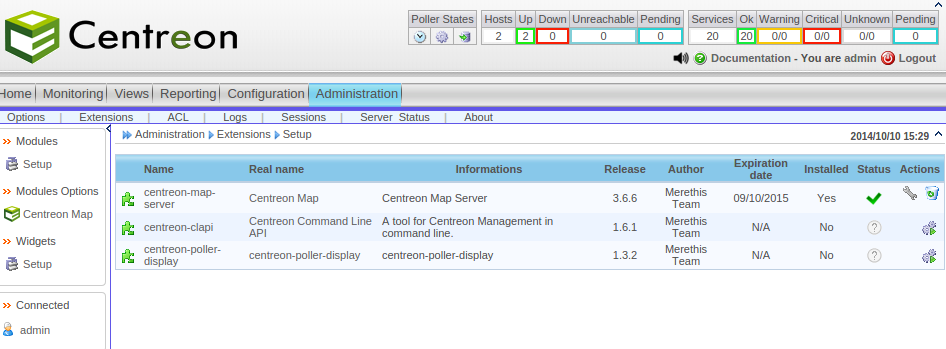 Centreon
Poller States
Hosts Up Down Unreachable Pending
2 2 0 0 0
Services Ok Warning Critical Unknown Pending
20 20 0/0 0/0 0/0 0
Documentation - You are admin Logout
Home Monitoring Views Reporting Configuration Administration
Options Extensions ACL Logs Sessions Server Status About
Modules
Setup
Modules Options
Centreon Map
Widgets
Setup
Connected
admin
Administration Extensions Setup
2014/10/10 15:29
Name Real name Informations Release Author Expiration date Installed Status Actions
centreon-map-server Centreon Map Centreon Map Server 3.6.6 Merethis Team 09/10/2015 Yes
centreon-clapi Centreon Command Line API A tool for Centreon Management in command line. 1.6.1 Merethis Team N/A No ?
centreon-poller-display centreon-poller-display centreon-poller-display 1.3.2 Merethis Team N/A No ?